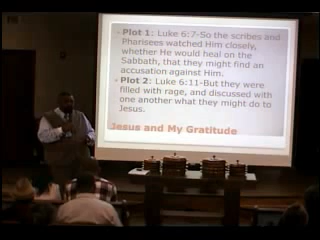 - Plot 1: Luke 6:7-So the scribes and
Pharisees watched Him closely,
whether He would heal on the
Sabbath, that they might find an
accusation against Him.
- Plot 2: Luke 6:11-But they were
filled with rage, and discussed with
one another what they might do to
Jesus.
Jesus and My Gratitude